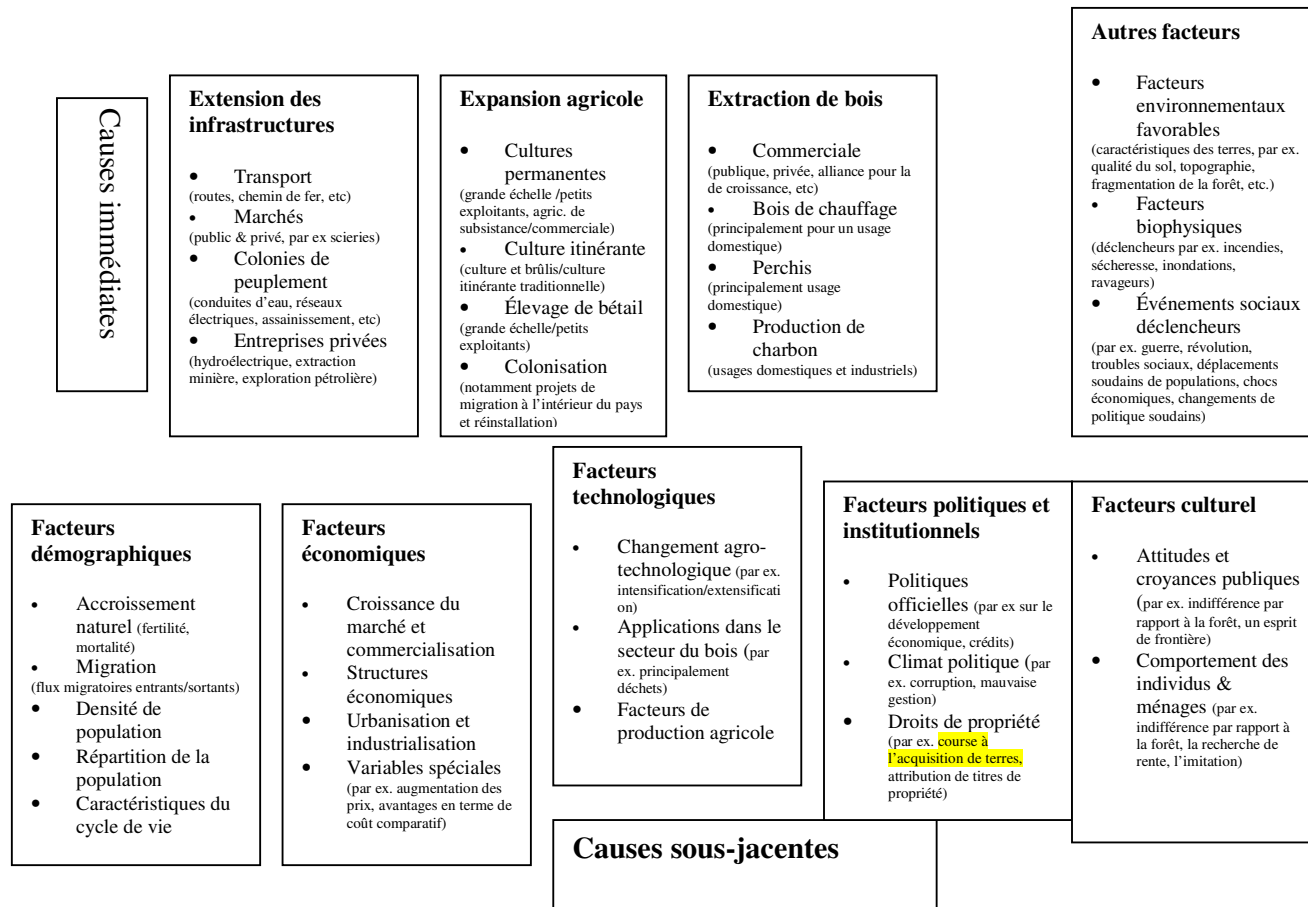 Causes immédiates
Extension des
infrastructures
• Transport
(routes, chemin de fer, etc)
• Marchés
(public & privé, par ex scieries)
• Colonies de
peuplement
(conduites d’eau, réseaux
électriques, assainissement, etc)
• Entreprises privées
(hydroélectrique, extraction
minière, exploration pétrolière)
Expansion agricole
• Cultures
permanentes
(grande échelle /petits
exploitants, agric. de
subsistance/commerciale)
• Culture itinérante
(culture et brûlis/culture
itinérante traditionnelle)
• Élevage de bétail
(grande échelle/petits
exploitants)
• Colonisation
(notamment projets de
migration à l’intérieur du pays
et réinstallation)
Extraction de bois
• Commerciale
(publique, privée, alliance pour la
de croissance, etc)
• Bois de chauffage
(principalement pour un usage
domestique)
• Perchis
(principalement usage
domestique)
• Production de
charbon
(usages domestiques et industriels)
Autres facteurs
• Facteurs
environnementaux
favorables
(caractéristiques des terres, par ex.
qualité du sol, topographie,
fragmentation de la forêt, etc.)
• Facteurs
biophysiques
(déclencheurs par ex. incendies,
sécheresse, inondations,
ravageurs)
• Événements sociaux
déclencheurs
(par ex. guerre, révolution,
troubles sociaux, déplacements
soudains de populations, chocs
économiques, changements de
politique soudains)
Facteurs
démographiques
• Accroissement
naturel (fertilité,
mortalité)
• Migration
(flux migratoires entrants/sortants)
• Densité de
population
• Répartition de la
population
• Caractéristiques du
cycle de vie
Facteurs
économiques
• Croissance du
marché et
commercialisation
• Structures
économiques
• Urbanisation et
industrialisation
• Variables spéciales
(par ex. augmentation des
prix, avantages en terme de
coût comparatif)
Facteurs
technologiques
• Changement agro-
technologique (par ex.
intensification/extensificati
on)
• Applications dans le
secteur du bois (par
ex. principalement
déchets)
• Facteurs de
production agricole
Facteurs politiques et
institutionnels
• Politiques
officielles (par ex sur le
développement
économique, crédits)
• Climat politique (par
ex. corruption, mauvaise
gestion)
• Droits de propriété
(par ex. course à
l’acquisition de terres,
attribution de titres de
propriété)
Facteurs culturel
• Attitudes et
croyances publiques
(par ex. indifférence par
rapport à la forêt, un esprit
de frontière)
• Comportement des
individus &
ménages (par ex.
indifférence par rapport à
la forêt, la recherche de
rente, l’imitation)
Causes sous-jacentes